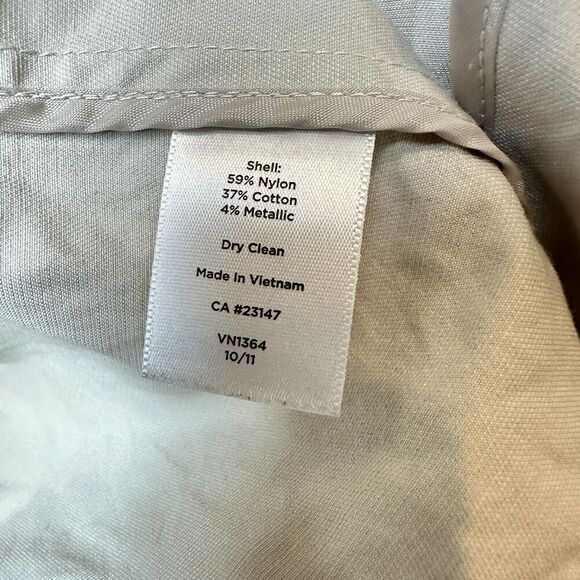 Shell:
59% Nylon
37% Cotton
4% Metallic
Dry Clean
Made In Vietnam
CA #23147
VN1364
10/11